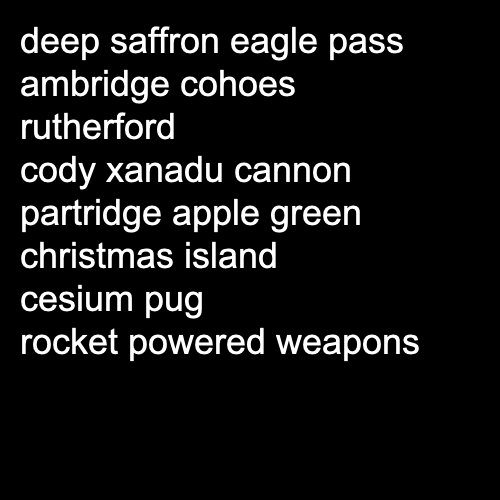 deep saffron eagle pass
ambridge cohoes
rutherford
cody xanadu cannon
partridge apple green
christmas island
cesium pug
rocket powered weapons